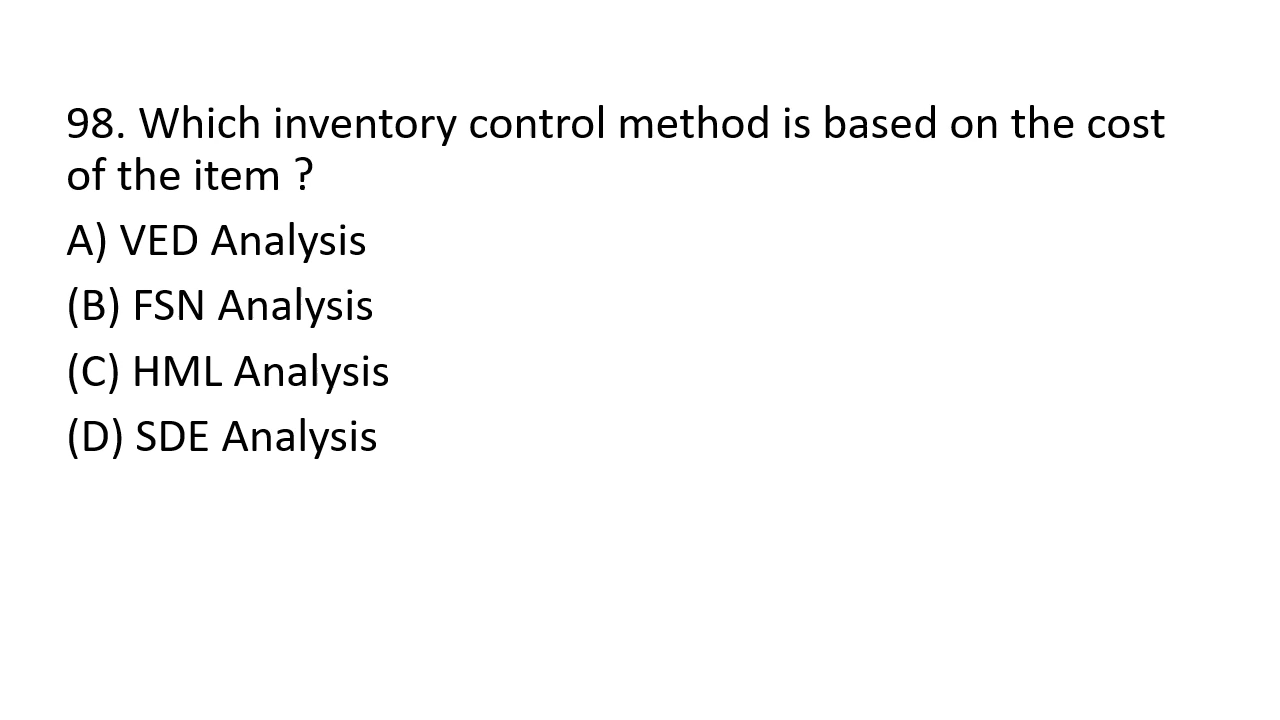 98. Which inventory control method is based on the cost
of the item ?
A) VED Analysis
(B) FSN Analysis
(C) HML Analysis
(D) SDE Analysis